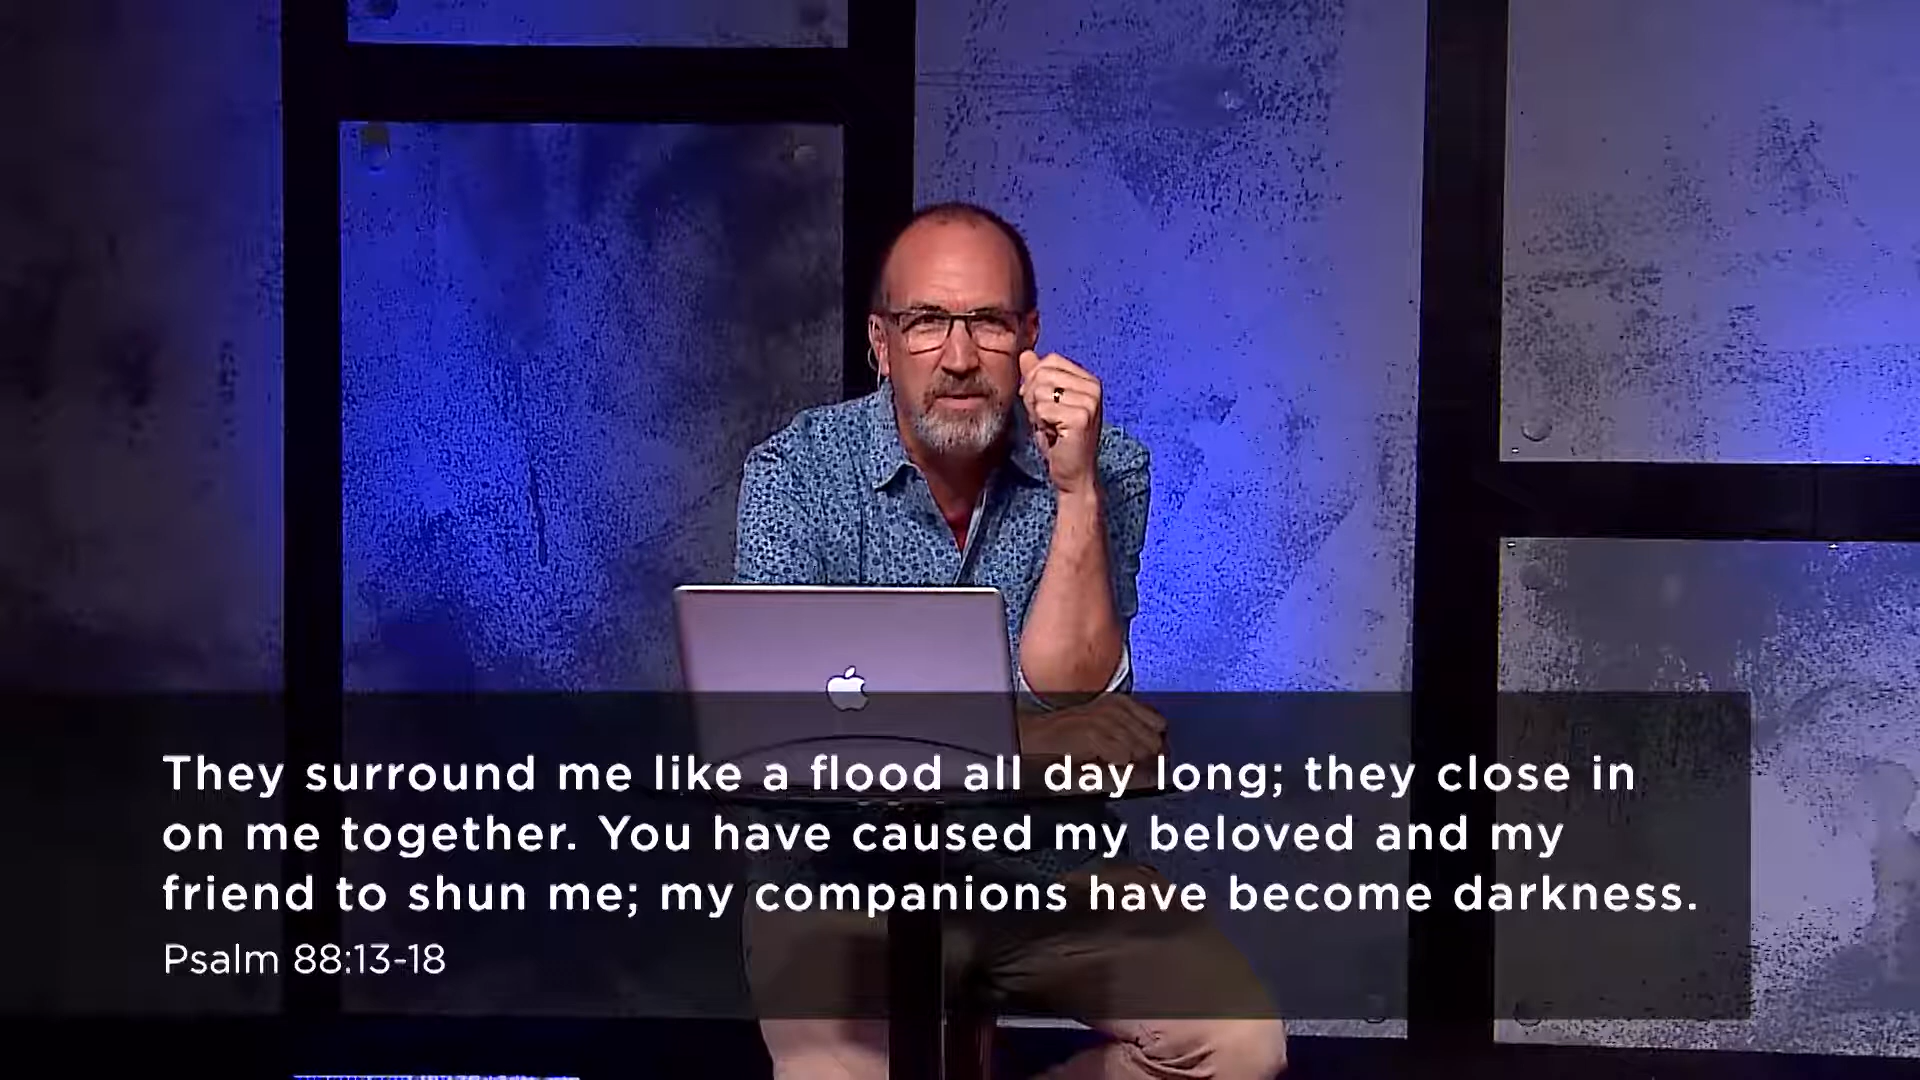 They surround me like a flood all day long; they close in
on me together. You have caused my beloved and my
friend to shun me; my companions have become darkness.
Psalm 88:13-18